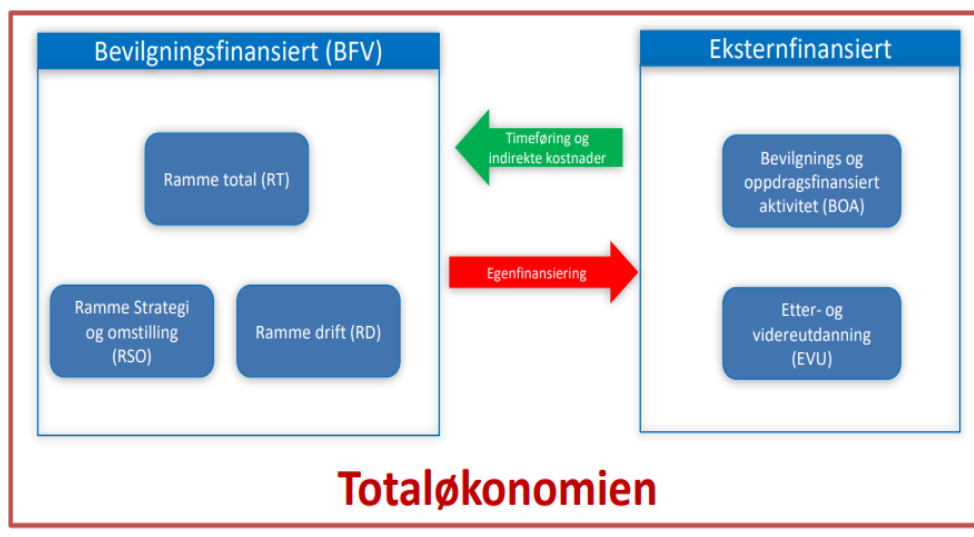 Bevilgningsfinansiert (BFV)
Ramme total (RT)
Ramme Strategi
og omstilling
(RSO)
Ramme drift (RD)
Timeføring og
indirekte kostnader
Egenfinansiering
Eksternfinansiert
Bevilgnings og
oppdragsfinansiert
aktivitet (BOA)
Etter- og
videreutdanning
(EVU)
Totaløkonomien